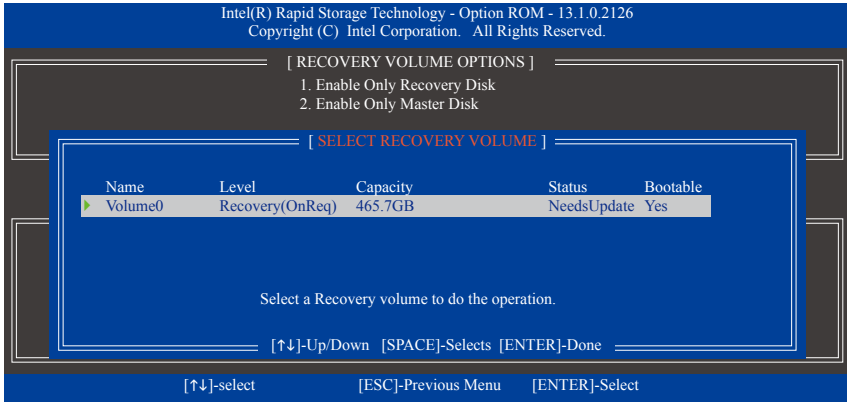 Intel(R) Rapid Storage Technology - Option ROM - 13.1.0.2126
Copyright (C) Intel Corporation. All Rights Reserved.
[ RECOVERY VOLUME OPTIONS ]
1. Enable Only Recovery Disk
2. Enable Only Master Disk
[ SELECT RECOVERY VOLUME ]
Name Level Capacity Status Bootable
Volume0 Recovery(OnReq) 465.7GB NeedsUpdate Yes
Select a Recovery volume to do the operation.
[↑↓]-Up/Down [SPACE]-Selects [ENTER]-Done
[↑↓]-select [ESC]-Previous Menu [ENTER]-Select